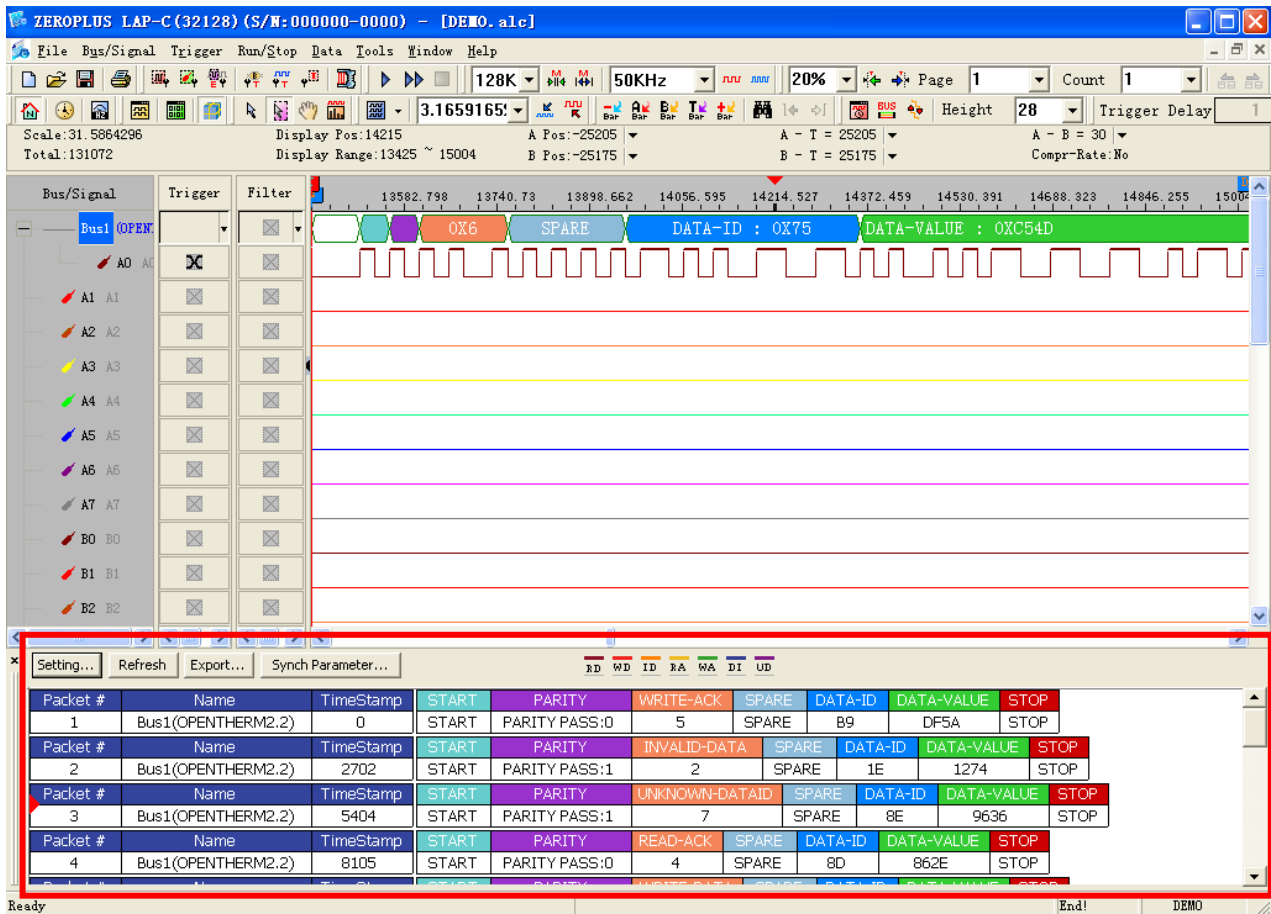 ZEROPLUS LAP-C(32128)(S/N:000000-0000) - [DEMO.alc]
File Bus/Signal Trigger Run/Stop Data Tools Window Help
128K 50KHz 20% Page 1 Count 1
3.1659165 Bar Bar Bar Bar Bar BUS Height 28 Trigger Delay 1
Scale:31.5864296 Display Pos:14215 A Pos:-25205 A - T = 25205 A - B = 30
Total:131072 Display Range:13425 ~ 15004 B Pos:-25175 B - T = 25175 Compr-Rate:No
Bus/Signal Trigger Filter 13582.798 13740.73 13898.662 14056.595 14214.527 14372.459 14530.391 14688.323 14846.255 1500
Bus1 (OPEN 0X6 SPARE DATA-ID : 0X75 DATA-VALUE : 0XC54D
A0 A0
A1 A1
A2 A2
A3 A3
A4 A4
A5 A5
A6 A6
A7 A7
B0 B0
B1 B1
B2 B2
Setting... Refresh Export... Synch Parameter... RD WD ID RA WA DI UD
Packet # Name TimeStamp START PARITY WRITE-ACK SPARE DATA-ID DATA-VALUE STOP
1 Bus1(OPENTHERM2.2) 0 START PARITY PASS:0 5 SPARE B9 DF5A STOP
Packet # Name TimeStamp START PARITY INVALID-DATA SPARE DATA-ID DATA-VALUE STOP
2 Bus1(OPENTHERM2.2) 2702 START PARITY PASS:1 2 SPARE 1E 1274 STOP
Packet # Name TimeStamp START PARITY UNKNOWN-DATAID SPARE DATA-ID DATA-VALUE STOP
3 Bus1(OPENTHERM2.2) 5404 START PARITY PASS:1 7 SPARE 8E 9636 STOP
Packet # Name TimeStamp START PARITY READ-ACK SPARE DATA-ID DATA-VALUE STOP
4 Bus1(OPENTHERM2.2) 8105 START PARITY PASS:0 4 SPARE 8D 862E STOP
Ready End! DEMO